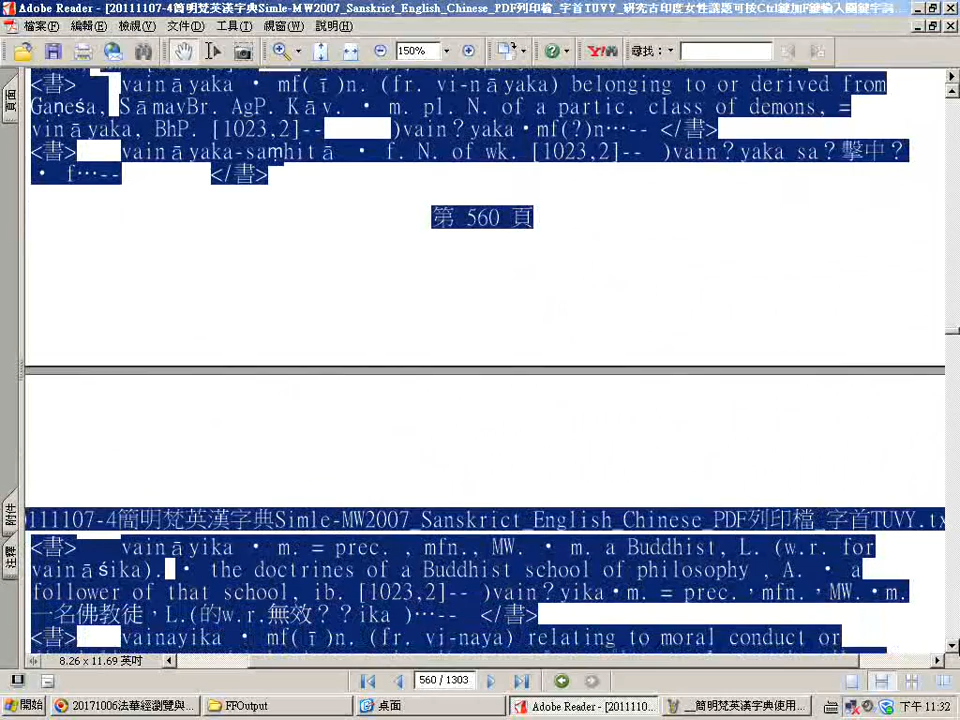 Adobe Reader - [20111107-4簡明梵英漢字典Simle-MW2007_Sanskrict_English_Chinese_PDF列印檔_字首TUVY_研究古印度女性議題可按Ctrl鍵加F鍵輸入關鍵字詞
檔案(F) 編輯(E) 檢視(V) 文件(D) 工具(T) 視窗(W) 說明(H)
150% Y! 尋找:
頁面
<書> vaināyaka • mf(ī)n. (fr. vi-nāyaka) belonging to or derived from
Gaṇeśa, SāmavBr. AgP. Kāv. • m. pl. N. of a partic. class of demons, =
vināyaka, BhP. [1023,2]-- )vain？yaka•mf(?)n…-- </書>
<書> vaināyaka-saṃhitā • f. N. of wk. [1023,2]-- )vain？yaka sa？擊中？
• f…-- </書>
第 560 頁
附件
注釋
111107-4簡明梵英漢字典Simle-MW2007_Sanskrict_English_Chinese_PDF列印檔_字首TUVY.tx
<書> vaināyika • m. = prec. , mfn., MW. • m. a Buddhist, L. (w.r. for
vaināśika). • the doctrines of a Buddhist school of philosophy , A. • a
follower of that school, ib. [1023,2]-- )vain？yika•m. = prec.，mfn.，MW.•m.
一名佛教徒，L.(的w.r.無效？？ika )…-- </書>
<書> vainayika • mf(ī)n. (fr. vi-naya) relating to moral conduct or
8.26 x 11.69 英吋
560 / 1303
開始 20171006法華經瀏覽與... FFOutput 桌面 Adobe Reader - [2011110... __簡明梵英字典使用... 下午 11:32